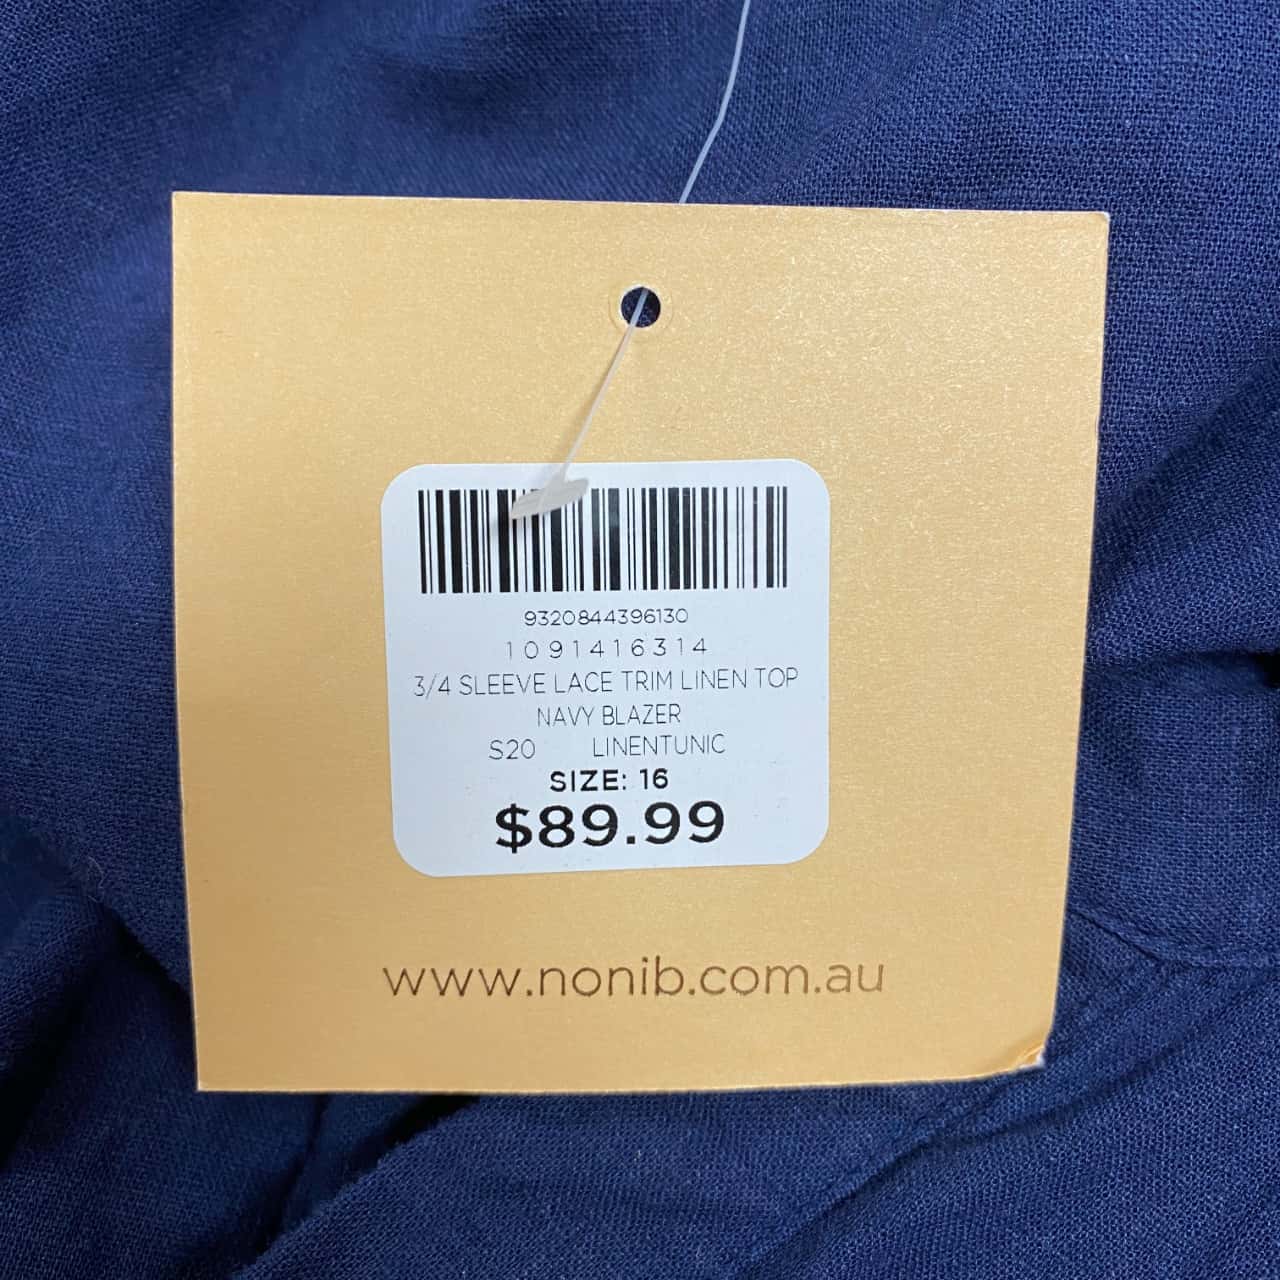 9320844396130
1091416314
3/4 SLEEVE LACE TRIM LINEN TOP
NAVY BLAZER
S20 LINENTUNIC
SIZE: 16
$89.99
www.nonib.com.au